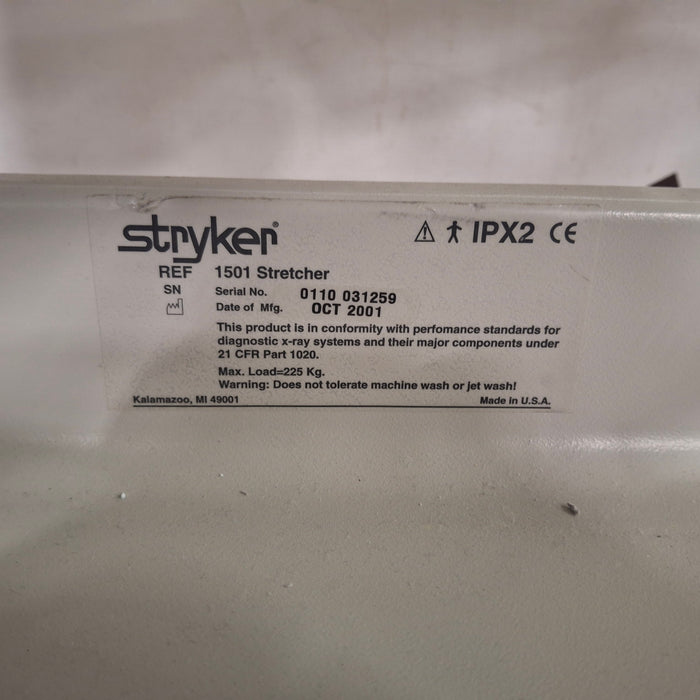 stryker®
IPX2 CE
REF 1501 Stretcher
SN Serial No. 0110 031259
Date of Mfg. OCT 2001
This product is in conformity with perfomance standards for
diagnostic x-ray systems and their major components under
21 CFR Part 1020.
Max. Load=225 Kg.
Warning: Does not tolerate machine wash or jet wash!
Kalamazoo, MI 49001 Made in U.S.A.